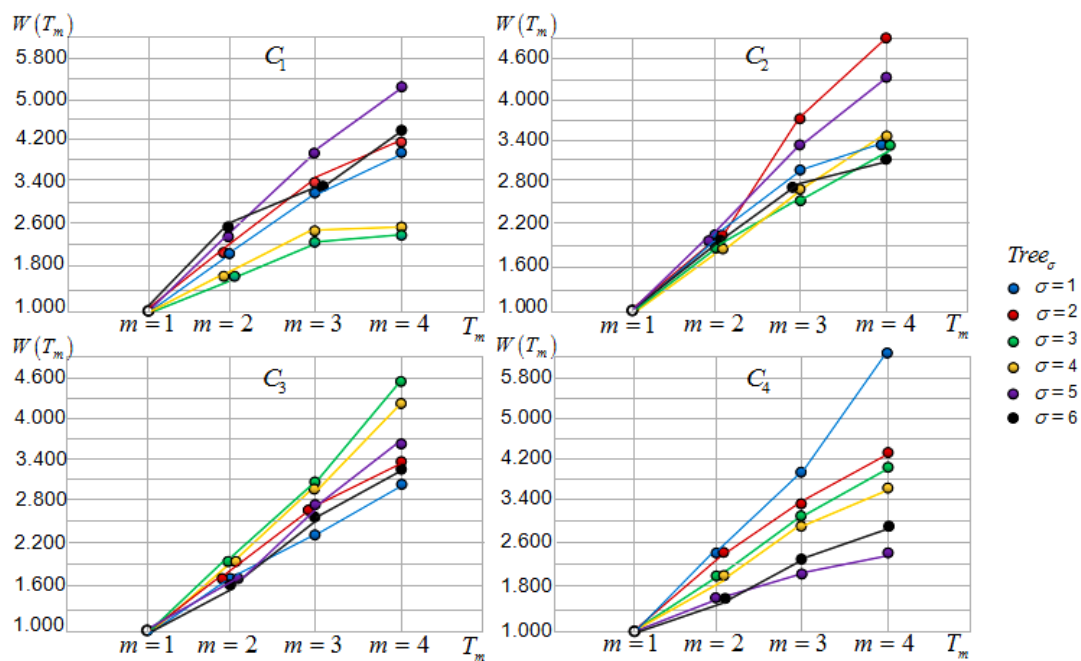 W(T_m)
C_1
5.800
5.000
4.200
3.400
2.600
1.800
1.000
m = 1 m = 2 m = 3 m = 4 T_m
W(T_m)
C_2
4.600
4.000
3.400
2.800
2.200
1.600
1.000
m = 1 m = 2 m = 3 m = 4 T_m
W(T_m)
C_3
4.600
4.000
3.400
2.800
2.200
1.600
1.000
m = 1 m = 2 m = 3 m = 4 T_m
W(T_m)
C_4
5.800
5.000
4.200
3.400
2.600
1.800
1.000
m = 1 m = 2 m = 3 m = 4 T_m
Tree_σ
σ = 1
σ = 2
σ = 3
σ = 4
σ = 5
σ = 6